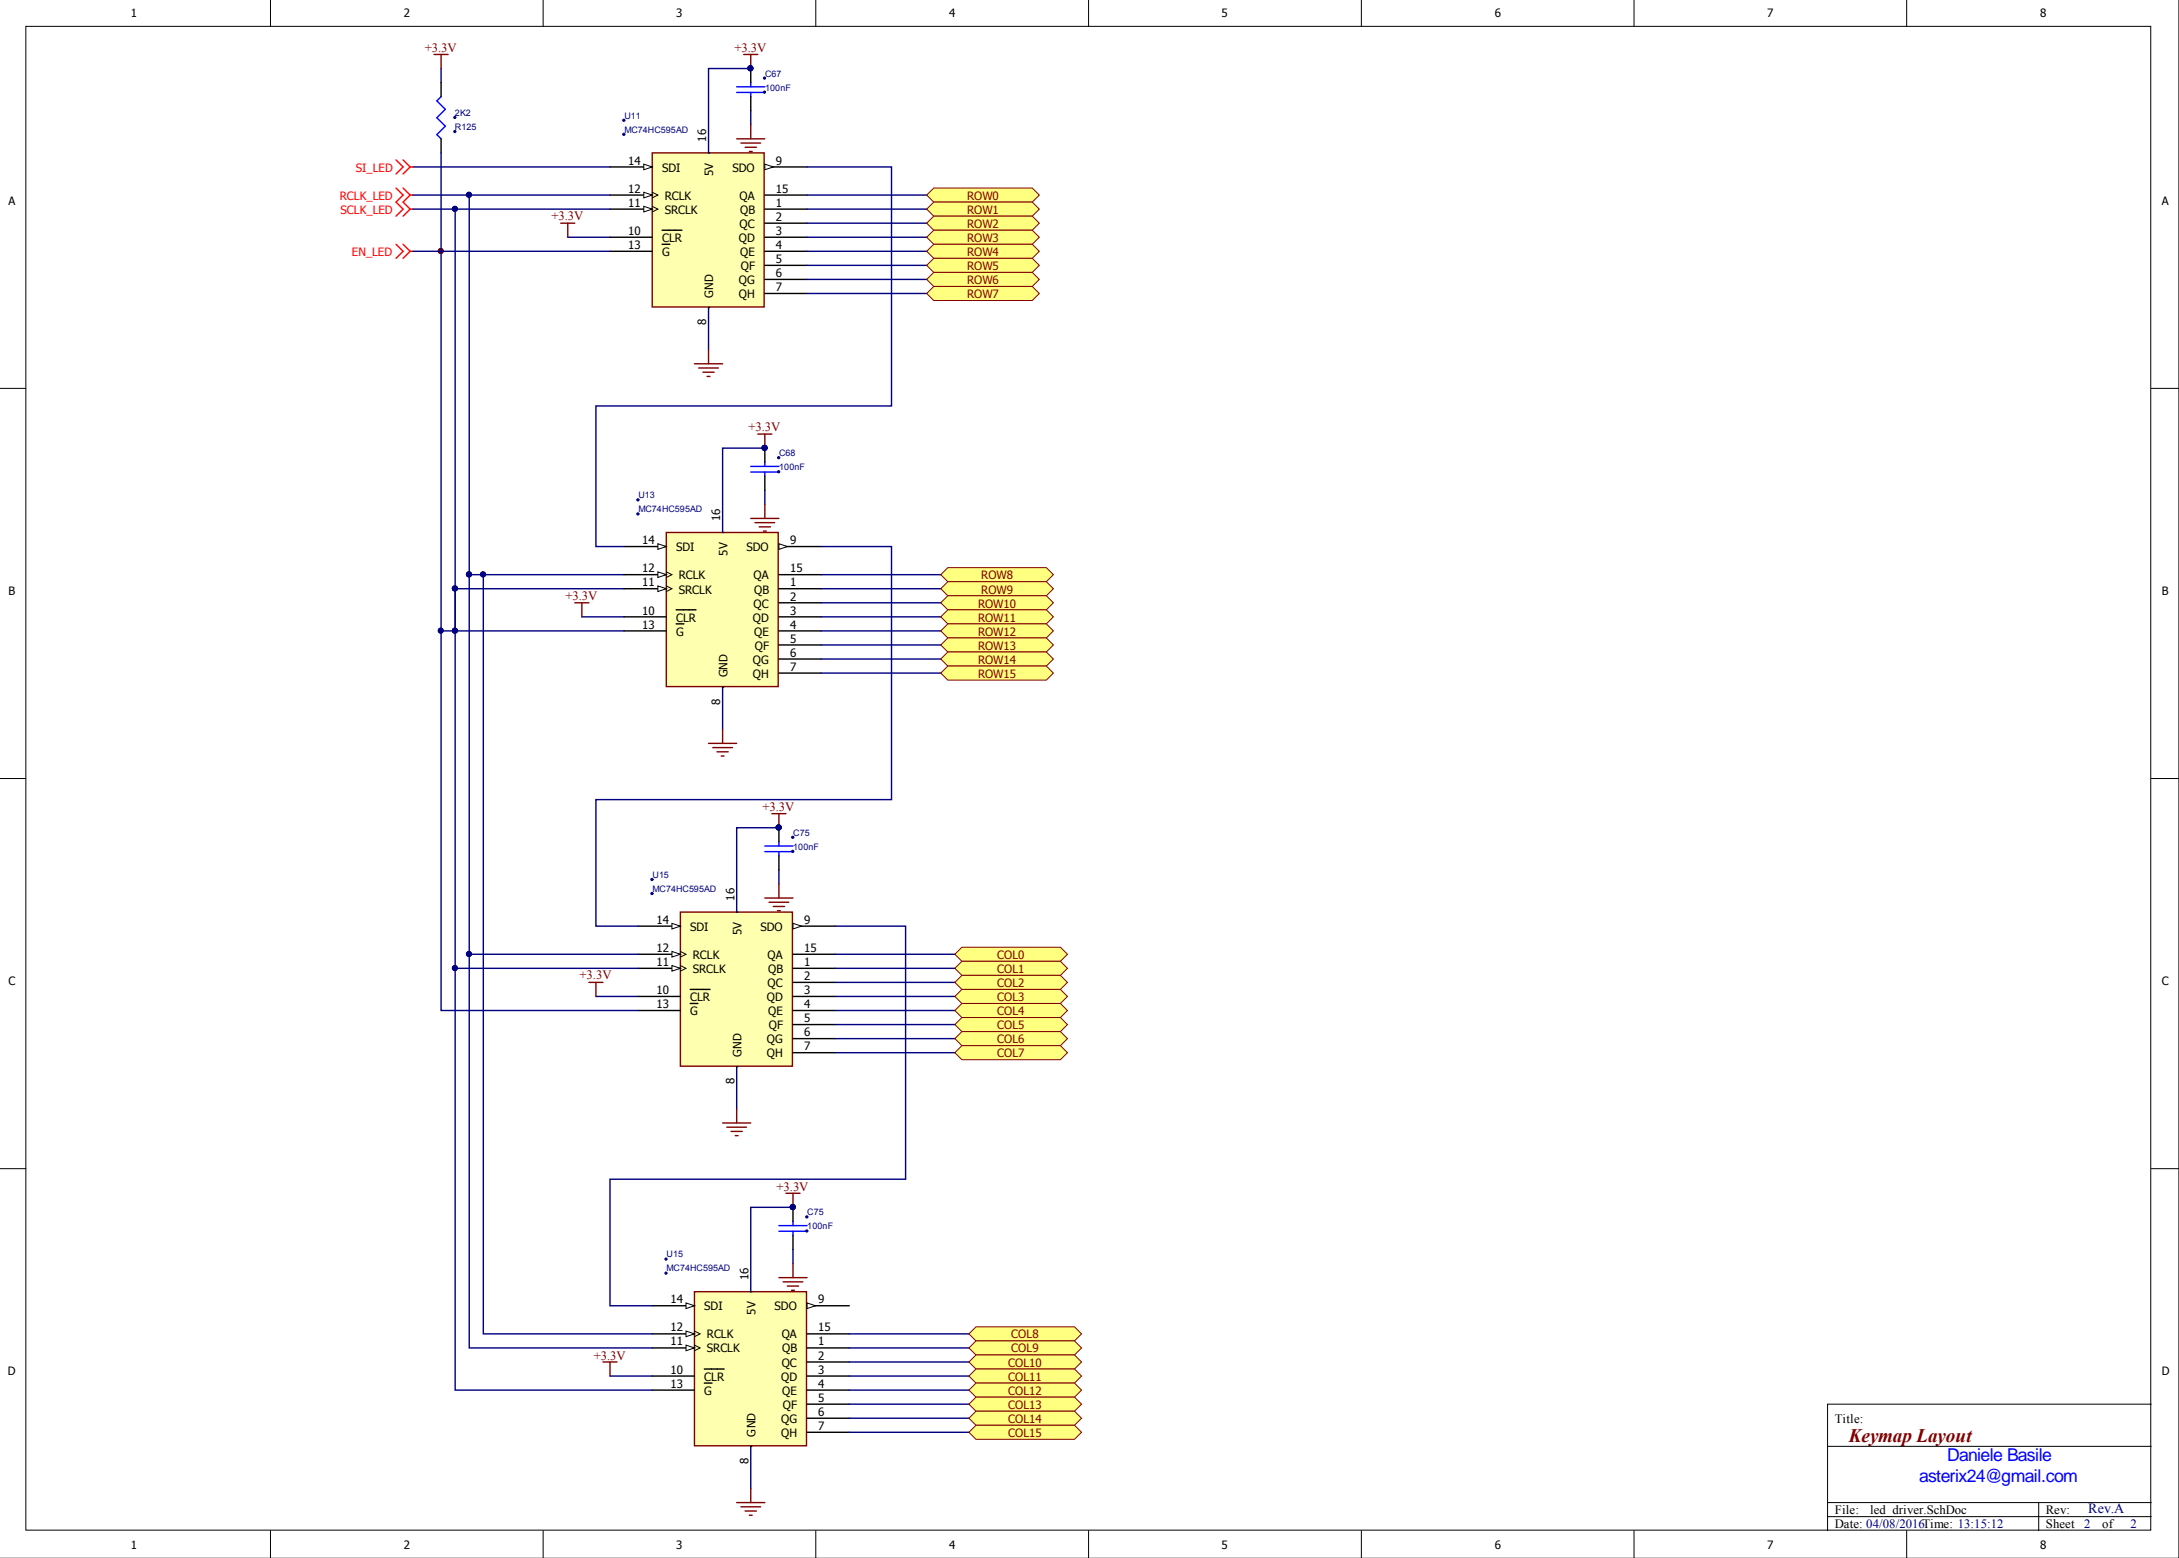 1 2 3 4 5 6 7 8
A A
+3.3V
2K2
R125
SI_LED
RCLK_LED
SCLK_LED
EN_LED
+3.3V
+3.3V
C67
100nF
U11
MC74HC595AD
16
14 SDI 5V SDO 9
12 RCLK QA 15 ROW0
11 SRCLK QB 1 ROW1
QC 2 ROW2
10 CLR QD 3 ROW3
13 G QE 4 ROW4
QF 5 ROW5
QG 6 ROW6
GND QH 7 ROW7
8
B B
+3.3V
C68
100nF
U13
MC74HC595AD
16
14 SDI 5V SDO 9
12 RCLK QA 15 ROW8
11 SRCLK QB 1 ROW9
+3.3V
QC 2 ROW10
10 CLR QD 3 ROW11
13 G QE 4 ROW12
QF 5 ROW13
QG 6 ROW14
GND QH 7 ROW15
8
C C
+3.3V
C75
100nF
U15
MC74HC595AD
16
14 SDI 5V SDO 9
12 RCLK QA 15 COL0
11 SRCLK QB 1 COL1
+3.3V
QC 2 COL2
10 CLR QD 3 COL3
13 G QE 4 COL4
QF 5 COL5
QG 6 COL6
GND QH 7 COL7
8
D D
+3.3V
C75
100nF
U15
MC74HC595AD
16
14 SDI 5V SDO 9
12 RCLK QA 15 COL8
11 SRCLK QB 1 COL9
+3.3V
QC 2 COL10
10 CLR QD 3 COL11
13 G QE 4 COL12
QF 5 COL13
QG 6 COL14
GND QH 7 COL15
8
Title:
Keymap Layout
Daniele Basile
asterix24@gmail.com
File: led_driver.SchDoc Rev: Rev.A
Date: 04/08/2016 Time: 13:15:12 Sheet 2 of 2
1 2 3 4 5 6 7 8